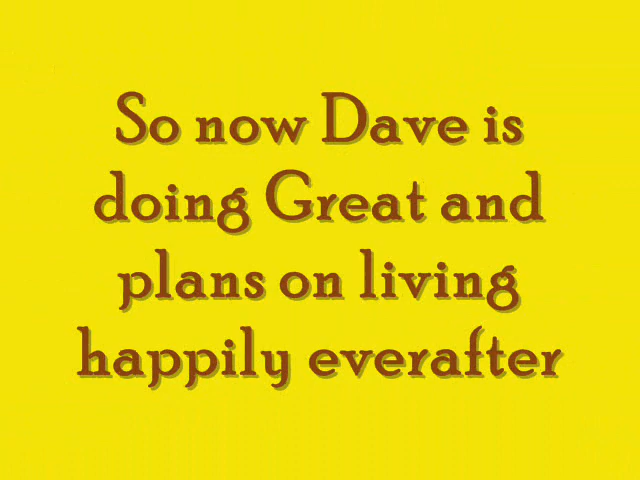 So now Dave is
doing Great and
plans on living
happily everafter